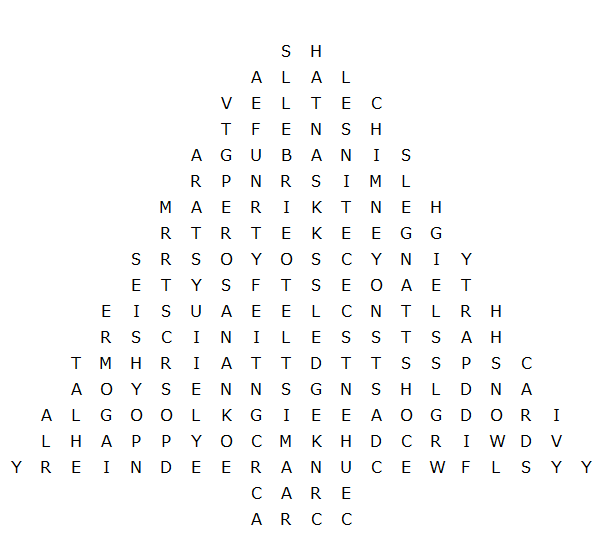 S H
A L A L
V E L T E C
T F E N S H
A G U B A N I S
R P N R S I M L
M A E R I K T N E H
R T R T E K E E G G
S R S O Y O S C Y N I Y
E T Y S F T S E O A E T
E I S U A E E L C N T L R H
R S C I N I L E S S T S A H
T M H R I A T T D T T S S P S C
A O Y S E N N S G N S H L D N A
A L G O O L K G I E E A O G D O R I
L H A P P Y O C M K H D C R I W D V
Y R E I N D E E R A N U C E W F L S Y Y
C A R E
A R C C